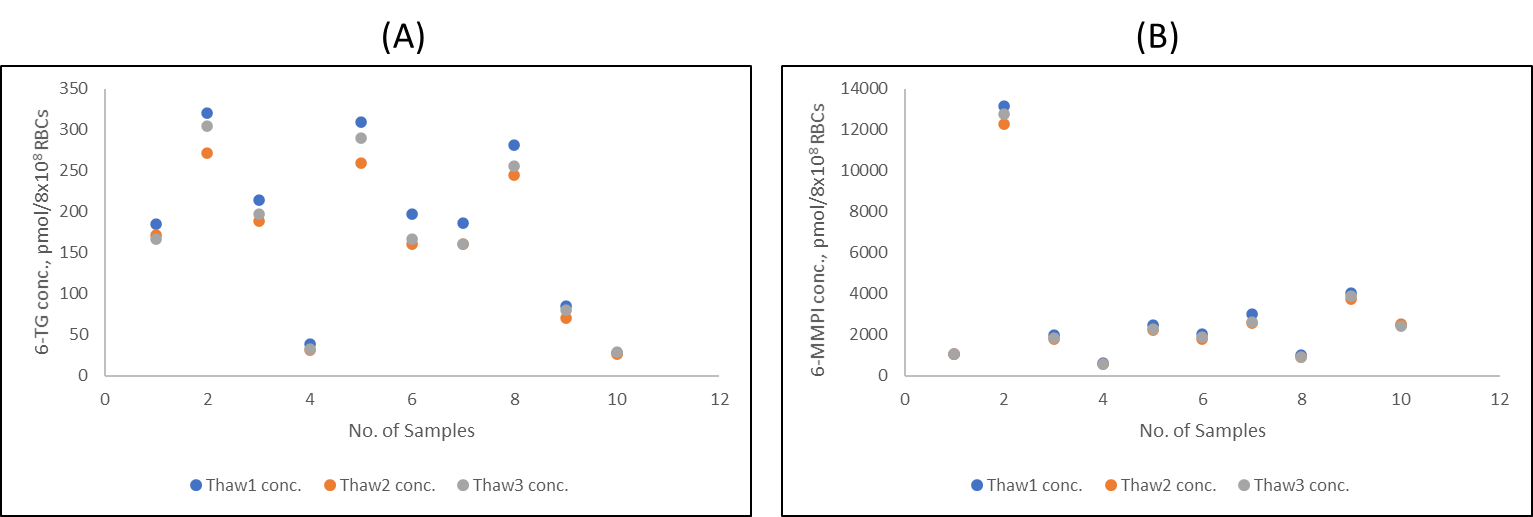 (A)
350
300
250
200
150
100
50
0
6-TG conc., pmol/8x10⁸ RBCs
0 2 4 6 8 10 12
No. of Samples
Thaw1 conc. Thaw2 conc. Thaw3 conc.
(B)
14000
12000
10000
8000
6000
4000
2000
0
6-MMPI conc., pmol/8x10⁸ RBCs
0 2 4 6 8 10 12
No. of Samples
Thaw1 conc. Thaw2 conc. Thaw3 conc.